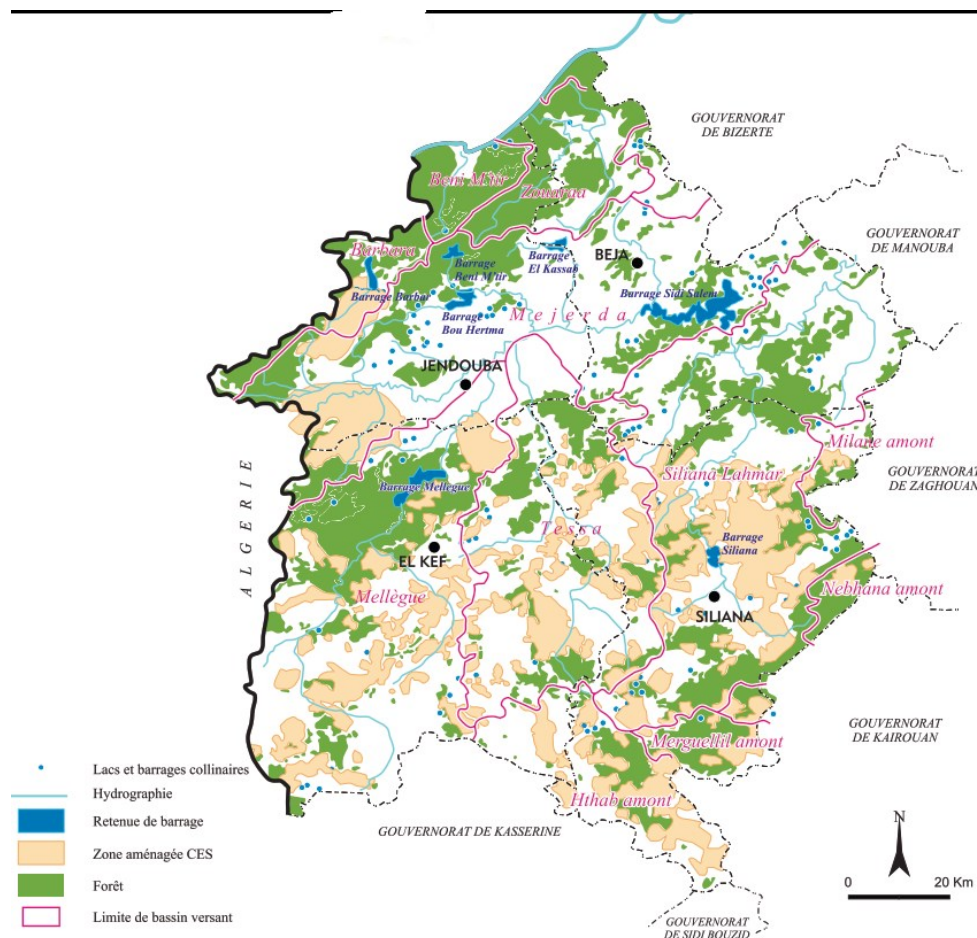 GOUVERNORAT
DE BIZERTE
Beni M'tir
Zouaraa
GOUVERNORAT
DE MANOUBA
Barbara
Barrage
Beni M'tir
Barrage
El Kassab
BEJA
Barrage Barbar
Barrage Sidi Salem
Barrage
Bou Hertma
Mejerda
JENDOUBA
Milane amont
Siliana Lahmar
GOUVERNORAT
DE ZAGHOUAN
Barrage Mellegue
ALGERIE
Tessa
Barrage
Siliana
EL KEF
Mellègue
Nebhana amont
SILIANA
GOUVERNORAT
DE KAIROUAN
Merguellil amont
Hthab amont
GOUVERNORAT DE KASSERINE
GOUVERNORAT
DE SIDI BOUZID
Lacs et barrages collinaires
Hydrographie
Retenue de barrage
Zone aménagée CES
Forêt
Limite de bassin versant
N
0 20 Km